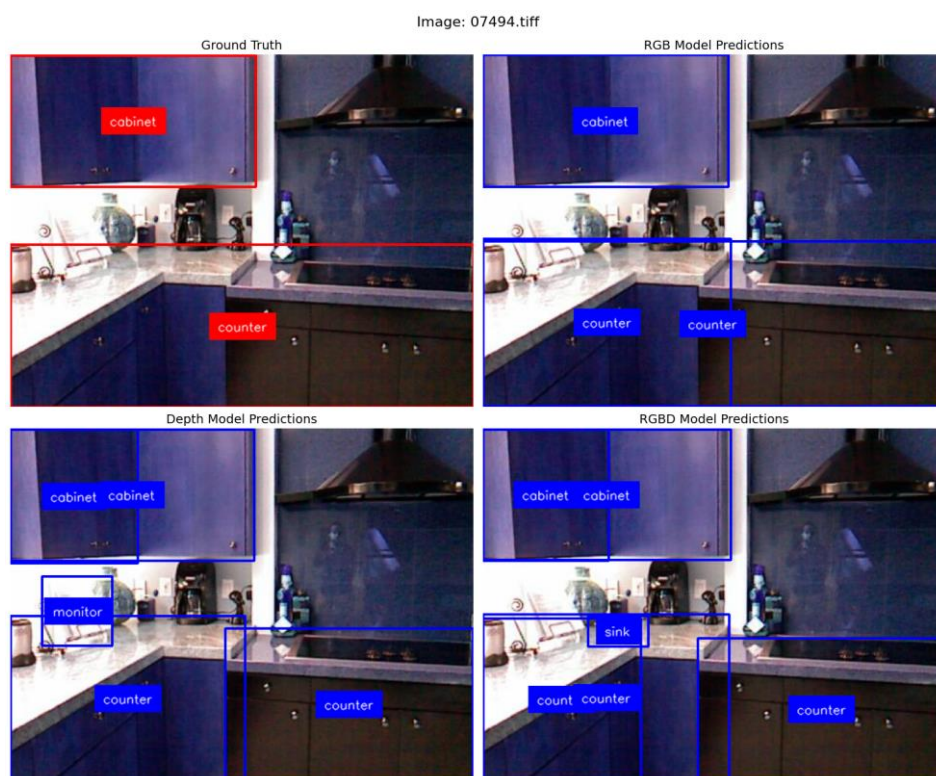 Image: 07494.tiff
Ground Truth
RGB Model Predictions
cabinet
cabinet
counter
counter
counter
Depth Model Predictions
RGBD Model Predictions
cabinet
cabinet
cabinet
cabinet
monitor
sink
counter
counter
count
counter
counter